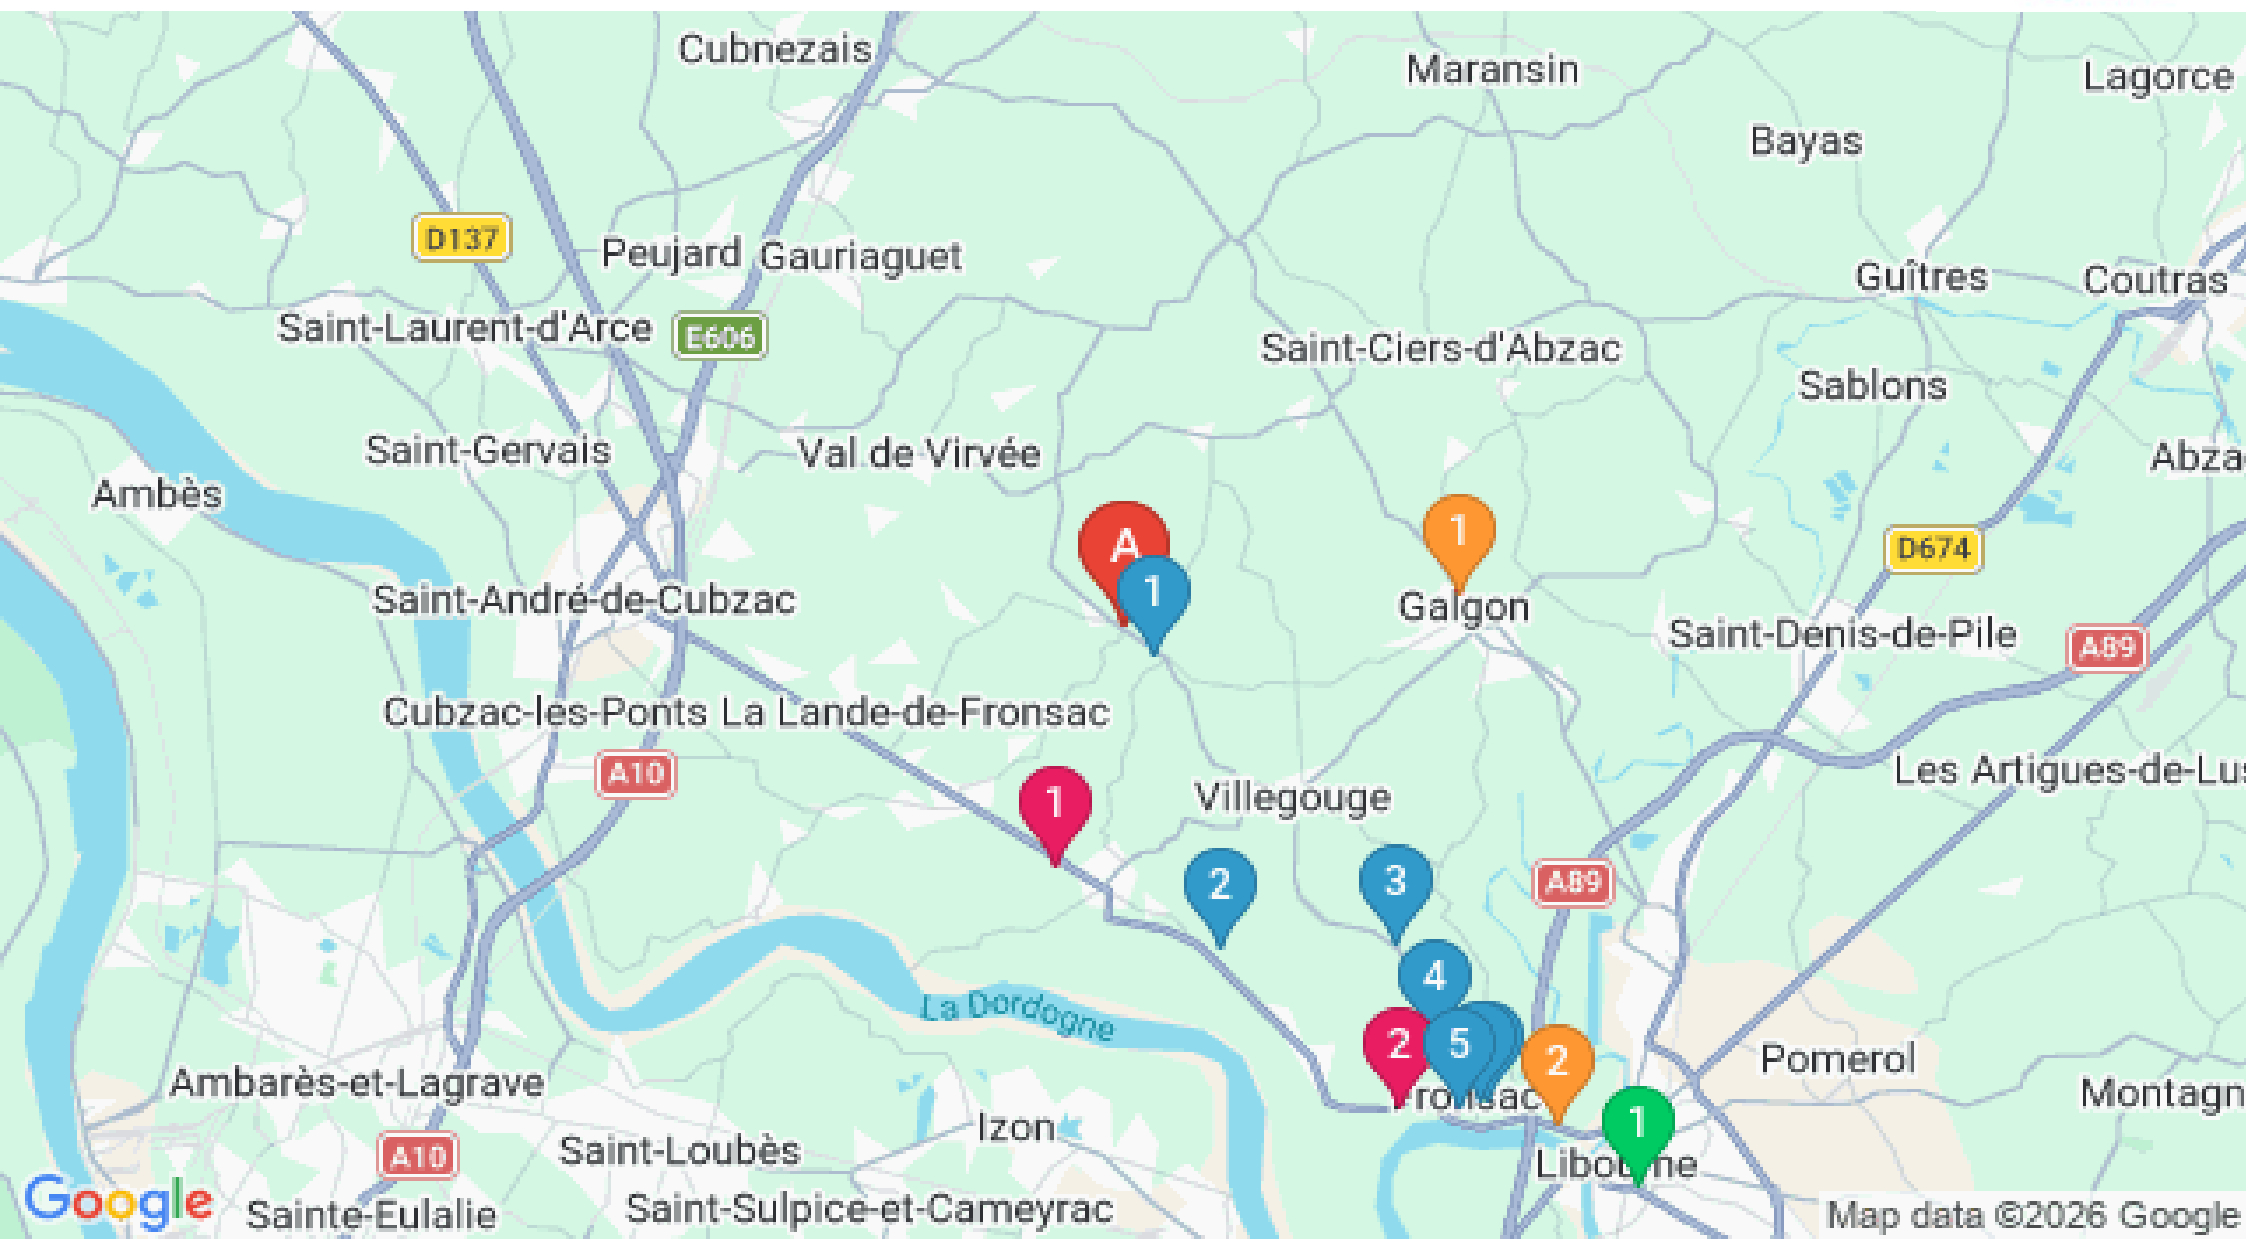 Cubnezais
Maransin
Lagorce
Bayas
D137
Peujard
Gauriaguet
Guîtres
Coutras
Saint-Laurent-d'Arce
E606
Saint-Ciers-d'Abzac
Sablons
Saint-Gervais
Val de Virvée
Abza
Ambès
A
1
1
D674
Saint-André-de-Cubzac
Galgon
Saint-Denis-de-Pile
A89
Cubzac-les-Ponts
La Lande-de-Fronsac
A10
Les Artigues-de-Lus
1
Villegouge
2
3
A89
4
La Dordogne
2
5
2
Pomerol
Fronsac
Ambarès-et-Lagrave
Montagn
Izon
1
A10
Saint-Loubès
Libourne
Google
Sainte-Eulalie
Saint-Sulpice-et-Cameyrac
Map data ©2026 Google